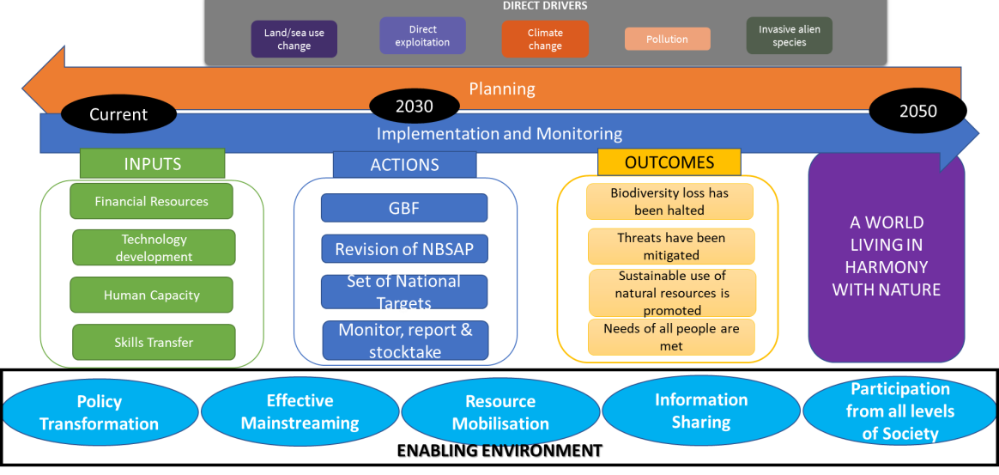 DIRECT DRIVERS
Land/sea use
change
Direct
exploitation
Climate
change
Pollution
Invasive alien
species
Planning
Current
2030
2050
Implementation and Monitoring
INPUTS
Financial Resources
Technology
development
Human Capacity
Skills Transfer
ACTIONS
GBF
Revision of NBSAP
Set of National
Targets
Monitor, report &
stocktake
OUTCOMES
Biodiversity loss has
been halted
Threats have been
mitigated
Sustainable use of
natural resources is
promoted
Needs of all people are
met
A WORLD
LIVING IN
HARMONY
WITH NATURE
Policy
Transformation
Effective
Mainstreaming
Resource
Mobilisation
Information
Sharing
Participation
from all levels
of Society
ENABLING ENVIRONMENT